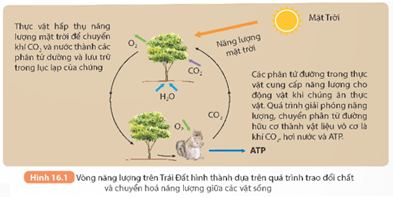 Thực vật hấp thụ năng
lượng mặt trời để chuyển
khí CO₂ và nước thành các
phân tử đường và lưu trữ
trong lục lạp của chúng
Mặt Trời
Năng lượng
mặt trời
O₂
CO₂
H₂O
Các phân tử đường trong thực
vật cung cấp năng lượng cho
động vật khi chúng ăn thực
vật. Quá trình giải phóng năng
lượng, chuyển phân tử đường
hữu cơ thành vật liệu vô cơ là
khí CO₂, hơi nước và ATP.
CO₂
O₂
ATP
Hình 16.1 Vòng năng lượng trên Trái Đất hình thành dựa trên quá trình trao đổi chất
và chuyển hoá năng lượng giữa các vật sống